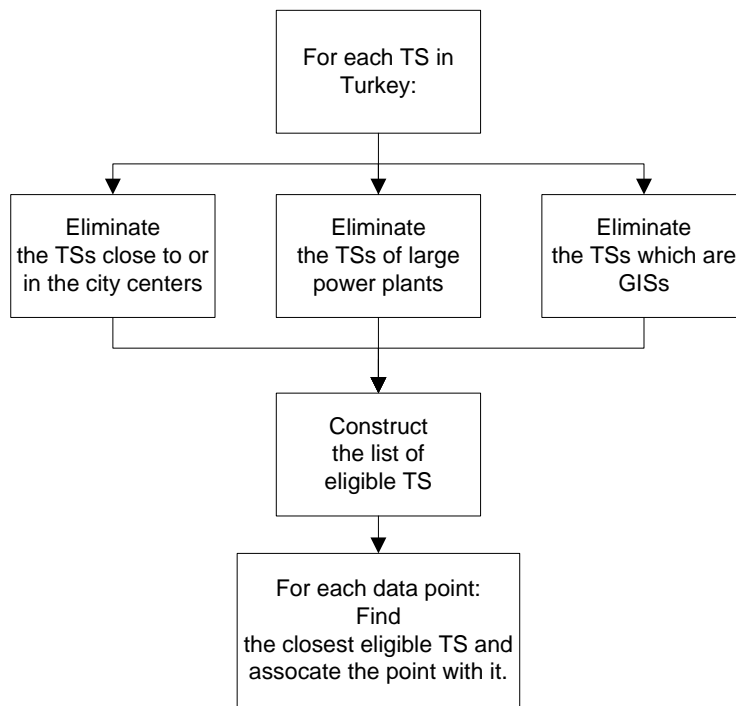 For each TS in
Turkey:
Eliminate
the TSs close to or
in the city centers
Eliminate
the TSs of large
power plants
Eliminate
the TSs which are
GISs
Construct
the list of
eligible TS
For each data point:
Find
the closest eligible TS and
assocate the point with it.